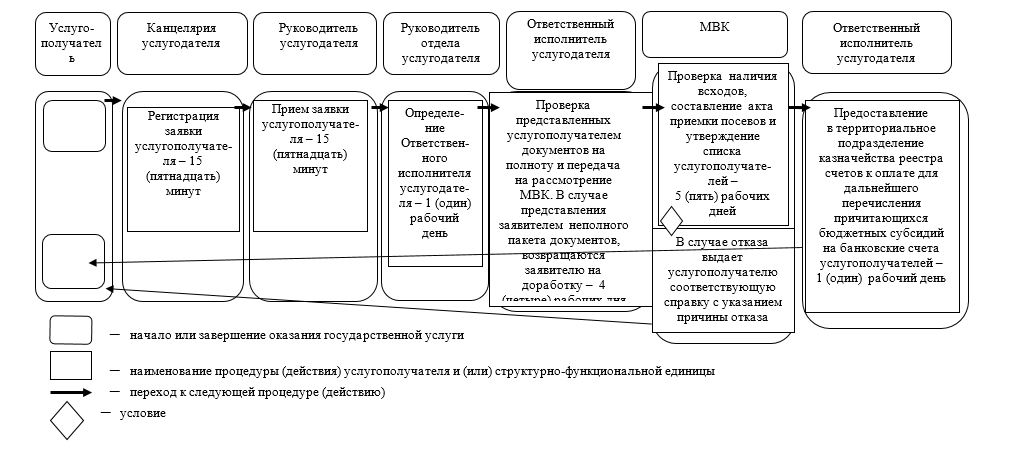 Услуго-
получател
ь
Канцелярия
услугодателя
Руководитель
услугодателя
Руководитель
отдела
услугодателя
Ответственный
исполнитель
услугодателя
МВК
Ответственный
исполнитель
услугодателя
Регистрация
заявки
услугополучате-
ля – 15
(пятнадцать)
минут
Прием заявки
услугополучате-
ля – 15
(пятнадцать)
минут
Определе-
ние
Ответствен-
ного
исполнителя
услугодате-
ля – 1 (один)
рабочий
день
Проверка
представленных
услугополучателем
документов на
полноту и передача
на рассмотрение
МВК. В случае
представления
заявителем неполного
пакета документов,
возвращаются
заявителю на
доработку – 4
(четыре) рабочих дня
Проверка наличия
всходов,
составление акта
приемки посевов и
утверждение
списка
услугополучате-
лей –
5 (пять) рабочих
дней
В случае отказа
выдает
услугополучателю
соответствующую
справку с указанием
причины отказа
Предоставление
в территориальное
подразделение
казначейства реестра
счетов к оплате для
дальнейшего
перечисления
причитающихся
бюджетных субсидий
на банковские счета
услугополучателей –
1 (один) рабочий день
– начало или завершение оказания государственной услуги
– наименование процедуры (действия) услугополучателя и (или) структурно-функциональной единицы
– переход к следующей процедуре (действию)
– условие